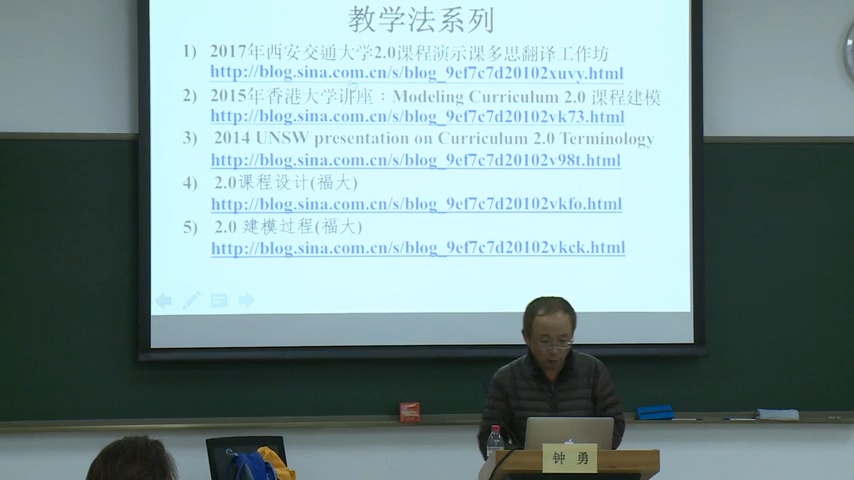 教学法系列
1) 2017年西安交通大学2.0课程演示课多思翻译工作坊
http://blog.sina.com.cn/s/blog_9ef7c7d20102xuvy.html
2) 2015年香港大学讲座：Modeling Curriculum 2.0 课程建模
http://blog.sina.com.cn/s/blog_9ef7c7d20102vk73.html
3) 2014 UNSW presentation on Curriculum 2.0 Terminology
http://blog.sina.com.cn/s/blog_9ef7c7d20102v98t.html
4) 2.0课程设计(福大)
http://blog.sina.com.cn/s/blog_9ef7c7d20102vkfo.html
5) 2.0 建模过程(福大)
http://blog.sina.com.cn/s/blog_9ef7c7d20102vkck.html
钟 勇